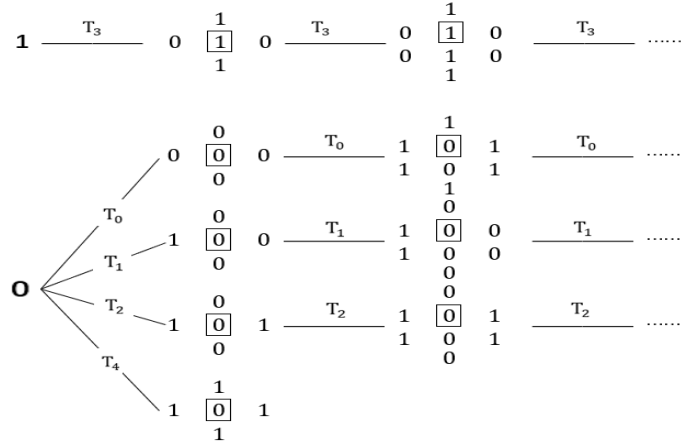 1
1
T₃ T₃ T₃
1 0 1 0 0 1 0 ......
1 0 1 0
1
0 1
0 0 0 T₀ 1 0 1 T₀ ......
0 1 0 1
1
T₀
0 0
1 0 0 T₁ 1 0 0 T₁ ......
0 1 0 0
T₁
0
0 T₂
0 0
1 0 1 T₂ 1 0 1 T₂ ......
0 1 0 1
0
T₄
1
1 0 1
1